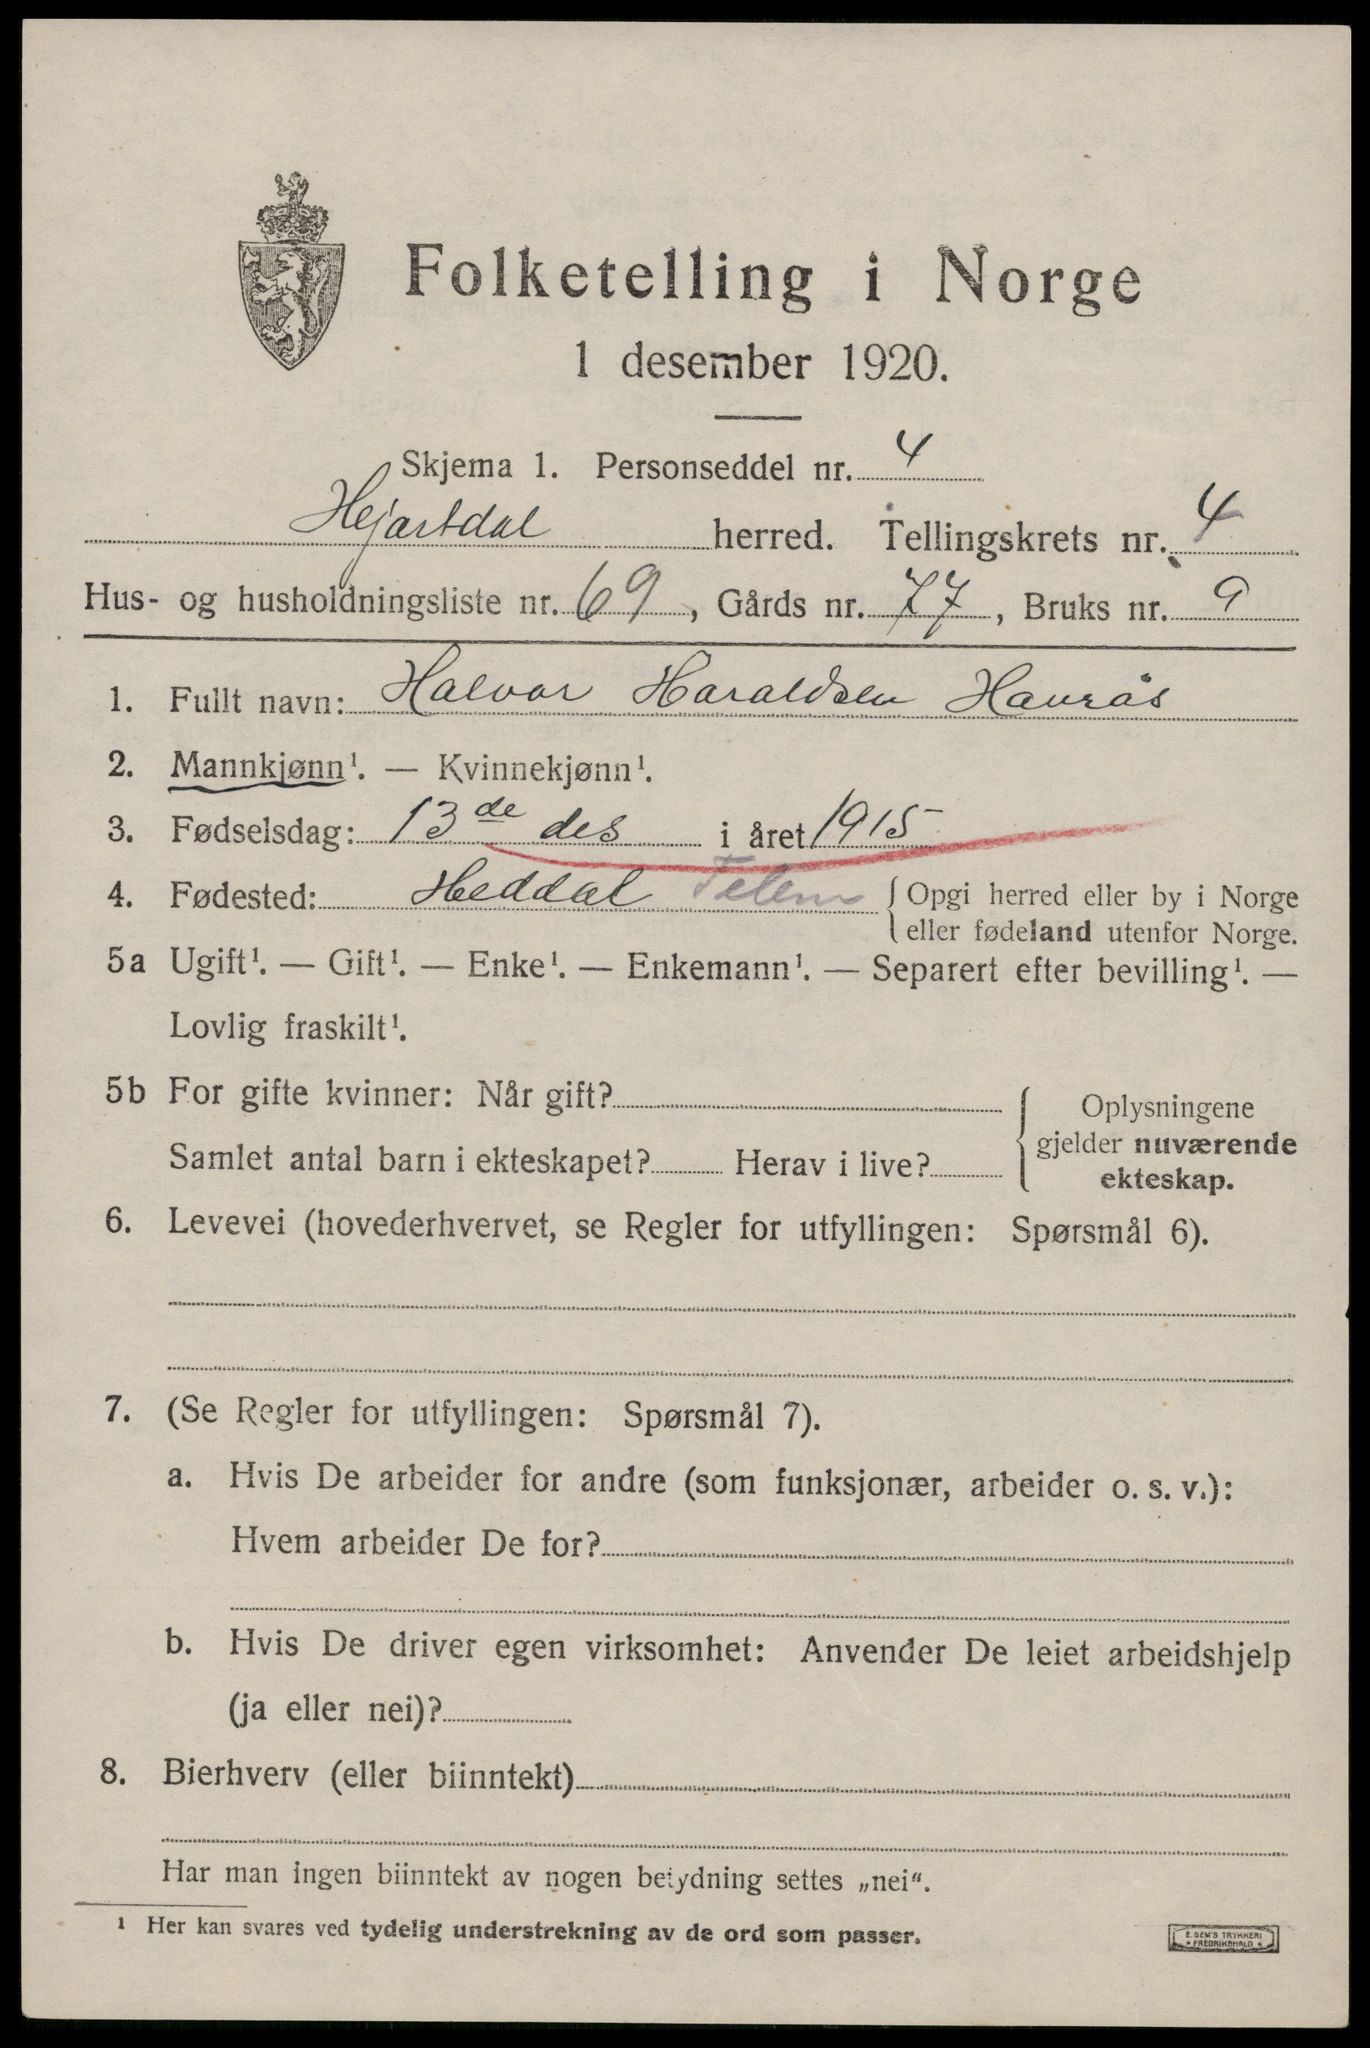 Folketelling i Norge
1 desember 1920.
Skjema 1. Personseddel nr. 4
Hejartdal herred. Tellingskrets nr. 4
Hus- og husholdningsliste nr. 69, Gårds nr. 77, Bruks nr. 9
1. Fullt navn: Halvor Haraldsen Haurås
2. Mannkjønn¹. — Kvinnekjønn¹.
3. Fødselsdag: 13de des i året 1915
4. Fødested: Heddal Telem {Opgi herred eller by i Norge
eller fødeland utenfor Norge.
5a Ugift¹. — Gift¹. — Enke¹. — Enkemann¹. — Separert efter bevilling¹. —
Lovlig fraskilt¹.
5b For gifte kvinner: Når gift? { Oplysningene
gjelder nuværende
Samlet antal barn i ekteskapet? Herav i live?
ekteskap.
6. Levevei (hovederhvervet, se Regler for utfyllingen: Spørsmål 6).
7. (Se Regler for utfyllingen: Spørsmål 7).
a. Hvis De arbeider for andre (som funksjonær, arbeider o. s. v.):
Hvem arbeider De for?
b. Hvis De driver egen virksomhet: Anvender De leiet arbeidshjelp
(ja eller nei)?
8. Bierhverv (eller biinntekt)
Har man ingen biinntekt av nogen betydning settes „nei“.
¹ Her kan svares ved tydelig understrekning av de ord som passer.
E. SEM'S TRYKKERI
• FREDRIKSHALD •